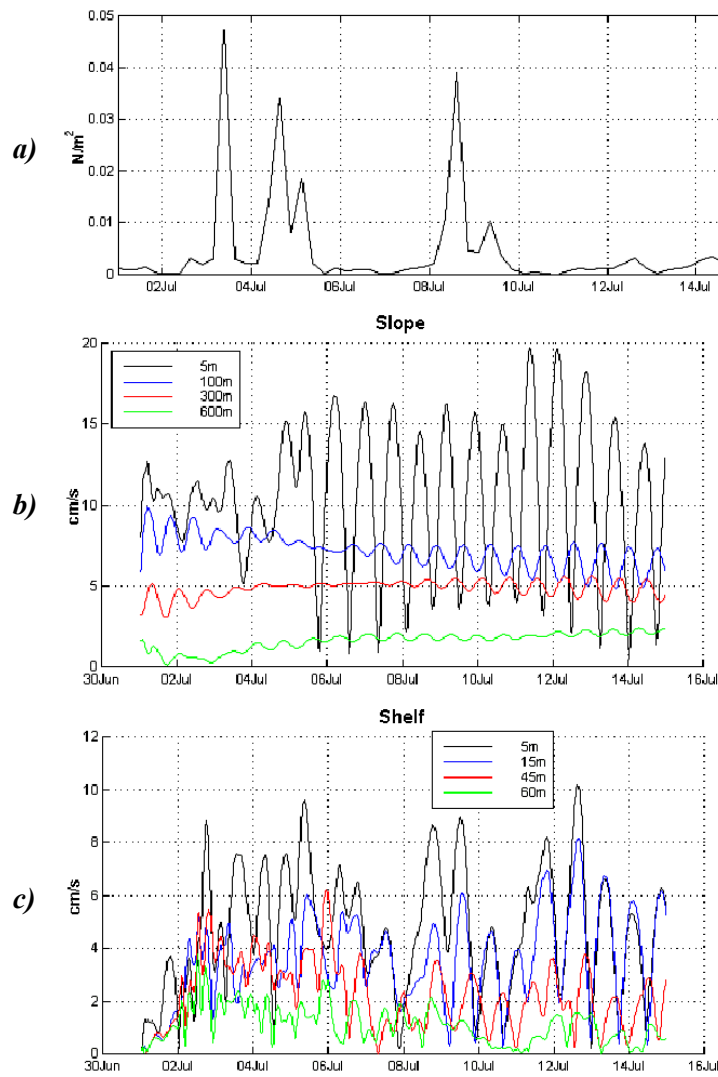 a)
N/m²
0.05
0.04
0.03
0.02
0.01
0
02Jul 04Jul 06Jul 08Jul 10Jul 12Jul 14Jul
Slope
b)
cm/s
20
15
10
5
0
5m
100m
300m
600m
30Jun 02Jul 04Jul 06Jul 08Jul 10Jul 12Jul 14Jul 16Jul
Shelf
c)
cm/s
12
10
8
6
4
2
0
5m
15m
45m
60m
30Jun 02Jul 04Jul 06Jul 08Jul 10Jul 12Jul 14Jul 16Jul